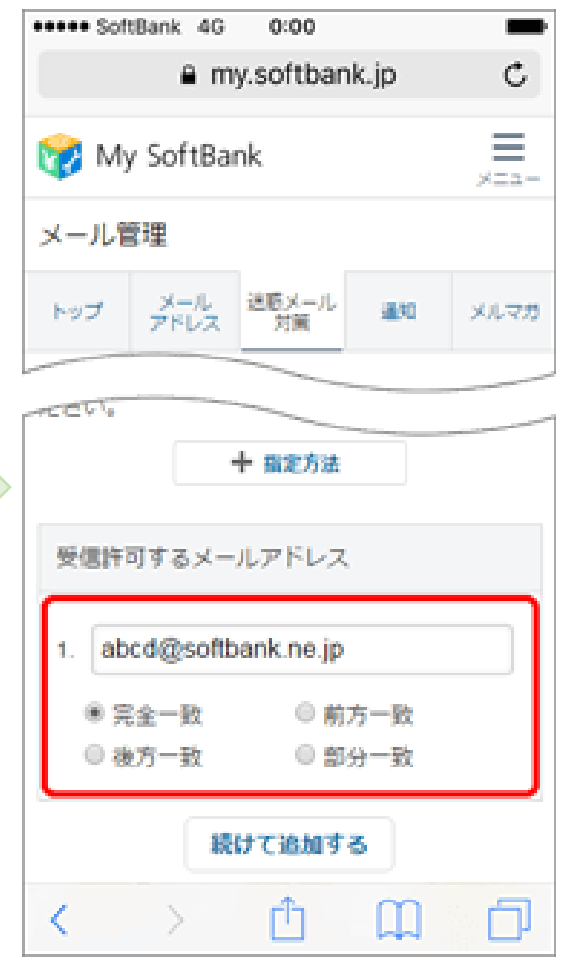 SoftBank 4G 0:00
my.softbank.jp
My SoftBank
メニュー
メール管理
トップ
メール
アドレス
迷惑メール
対策
通知
メルマガ
ださい。
+ 指定方法
受信許可するメールアドレス
1. abcd@softbank.ne.jp
完全一致 前方一致
後方一致 部分一致
続けて追加する